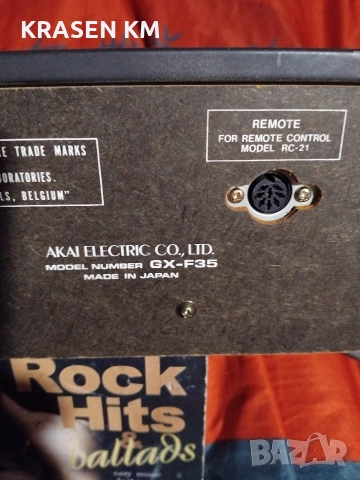 KRASEN KM
REMOTE
FOR REMOTE CONTROL
MODEL RC-21
E TRADE MARKS
ORATORIES.
LS, BELGIUM"
AKAI ELECTRIC CO., LTD.
MODEL NUMBER GX-F35
MADE IN JAPAN
Rock
Hits
&
ballads
BAZAR